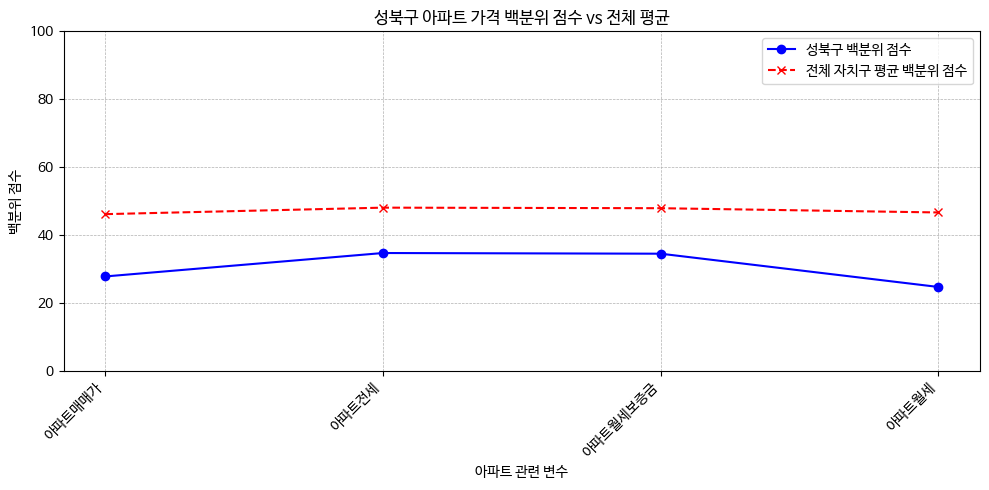 성북구 아파트 가격 백분위 점수 vs 전체 평균
성북구 백분위 점수
전체 자치구 평균 백분위 점수
백분위 점수
100
80
60
40
20
0
아파트매매가
아파트전세
아파트월세보증금
아파트월세
아파트 관련 변수